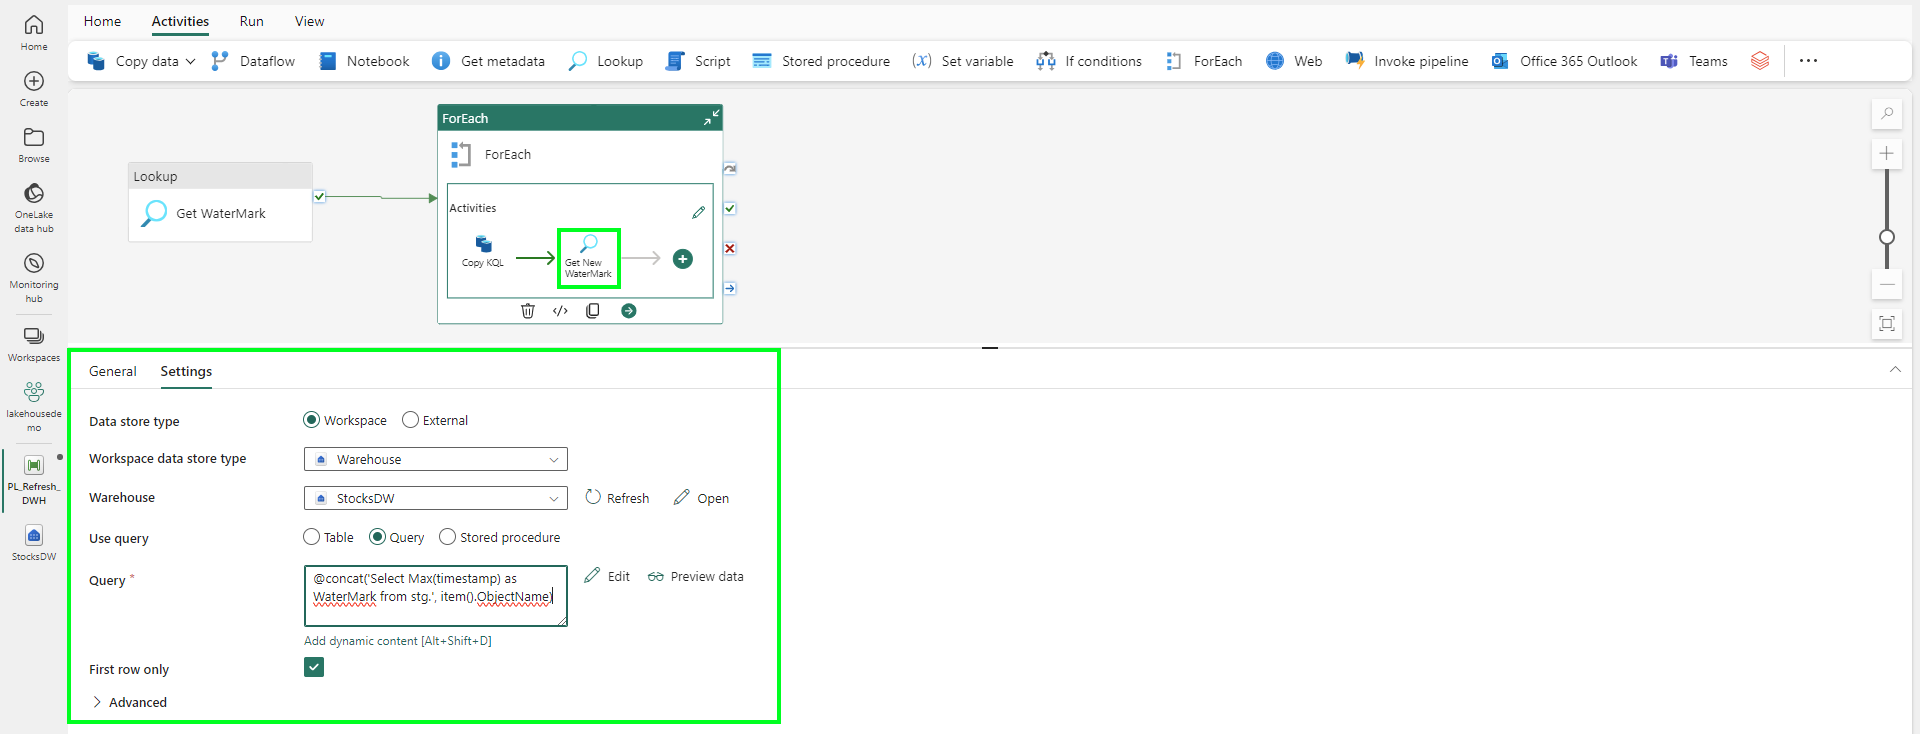 Home
Activities
Run
View
Copy data
Dataflow
Notebook
Get metadata
Lookup
Script
Stored procedure
(x) Set variable
If conditions
ForEach
Web
Invoke pipeline
Office 365 Outlook
Teams
Home
Create
Browse
OneLake
data hub
Monitoring
hub
Workspaces
lakehousede
mo
PL_Refresh_
DWH
StocksDW
Lookup
Get WaterMark
ForEach
ForEach
Activities
Copy KQL
Get New
WaterMark
General
Settings
Data store type
Workspace
External
Workspace data store type
Warehouse
Warehouse
StocksDW
Refresh
Open
Use query
Table
Query
Stored procedure
Query *
@concat('Select Max(timestamp) as
WaterMark from stg.', item().ObjectName)
Edit
Preview data
Add dynamic content [Alt+Shift+D]
First row only
Advanced